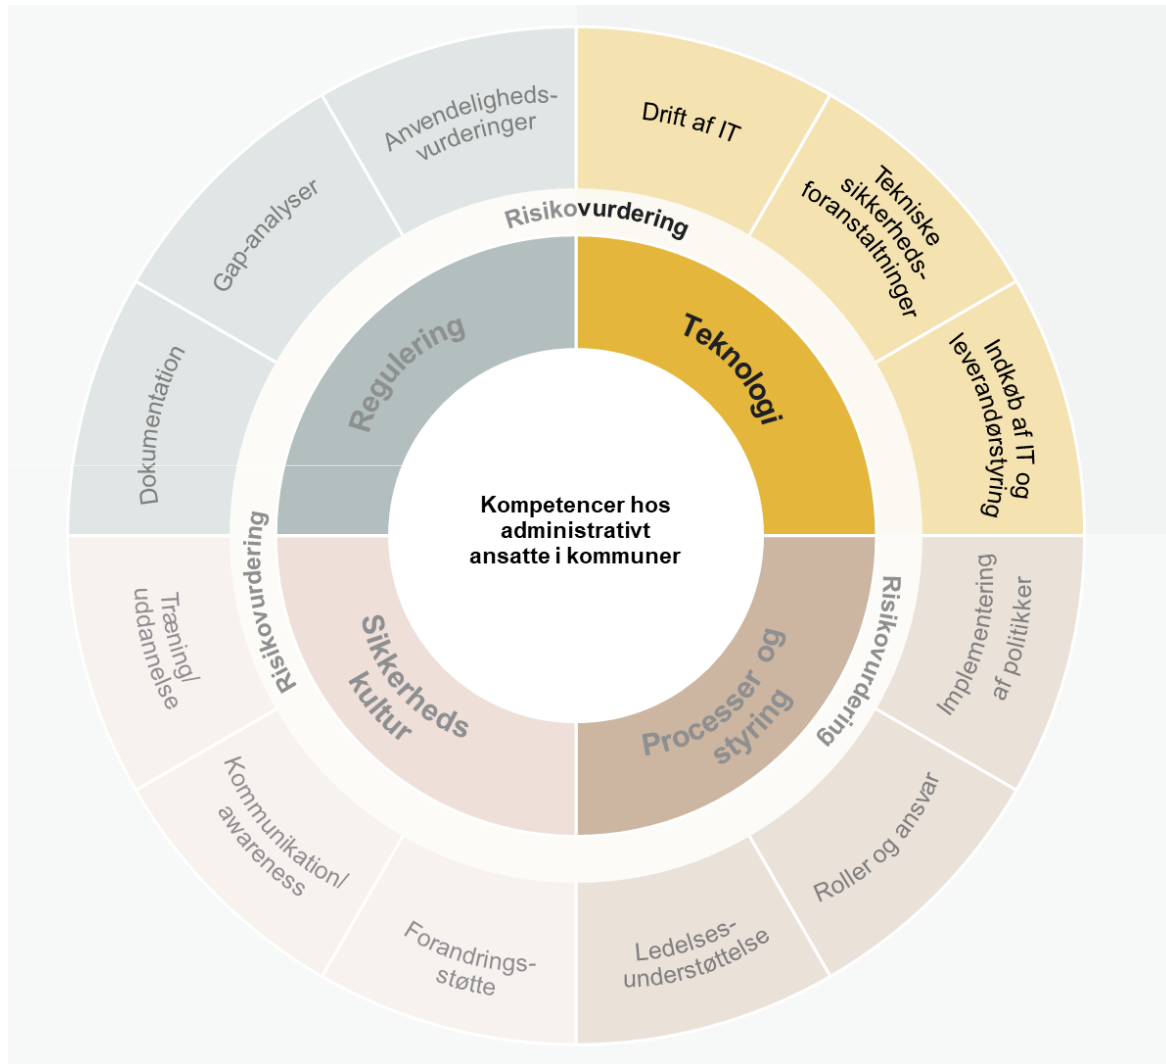 Anvendeligheds-
vurderinger
Drift af IT
Tekniske
sikkerheds-
foranstaltninger
Gap-analyser
Risikovurdering
Indkøb af IT og
leverandørstyring
Regulering
Teknologi
Dokumentation
Kompetencer hos
administrativt
ansatte i kommuner
Risikovurdering
Risikovurdering
Træning/
uddannelse
Sikkerheds
kultur
Processer og
styring
Implementering
af politikker
Kommunikation/
awareness
Roller og ansvar
Forandrings-
støtte
Ledelses-
understøttelse